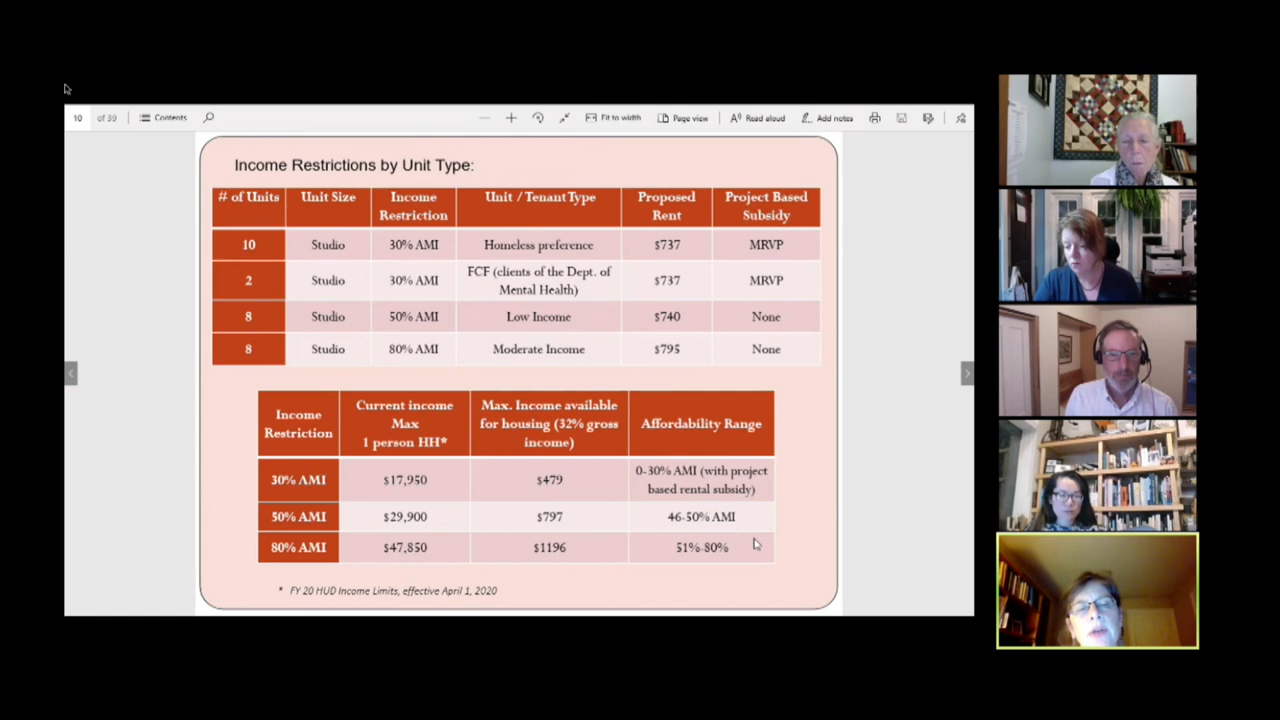 10 of 39 Contents Fit to width Page view Read aloud Add notes
Income Restrictions by Unit Type:
# of Units Unit Size Income Restriction Unit / Tenant Type Proposed Rent Project Based Subsidy
10 Studio 30% AMI Homeless preference $737 MRVP
2 Studio 30% AMI FCF (clients of the Dept. of Mental Health) $737 MRVP
8 Studio 50% AMI Low Income $740 None
8 Studio 80% AMI Moderate Income $795 None
Income Restriction Current income Max 1 person HH* Max. Income available for housing (32% gross income) Affordability Range
30% AMI $17,950 $479 0-30% AMI (with project based rental subsidy)
50% AMI $29,900 $797 46-50% AMI
80% AMI $47,850 $1196 51%-80%
* FY 20 HUD Income Limits, effective April 1, 2020